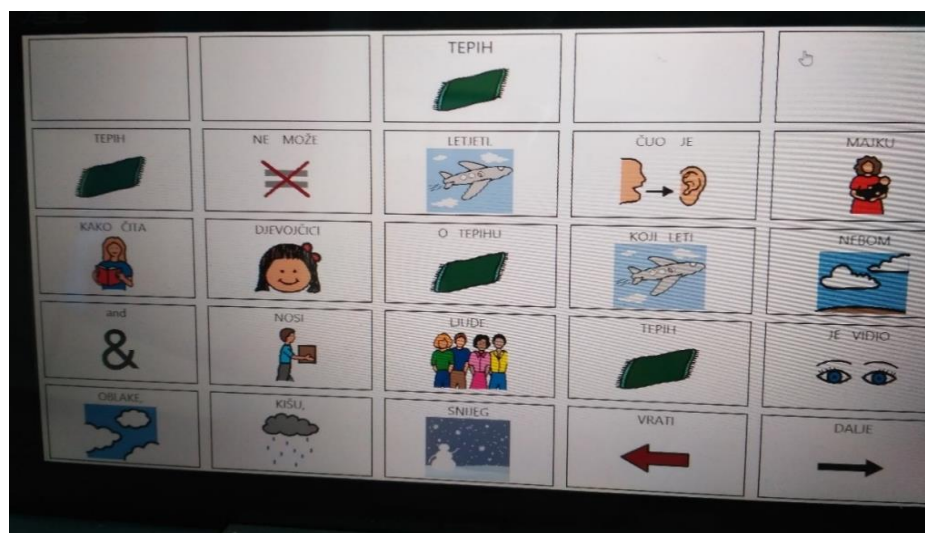 TEPIH
TEPIH
NE MOŽE
LETJETI.
ČUO JE
MAJKU
KAKO ČITA
DJEVOJČICI
O TEPIHU
KOJI LETI
NEBOM
and
&
NOSI
LJUDE
TEPIH
JE VIDIO
OBLAKE,
KIŠU,
SNIJEG
VRATI
DALJE